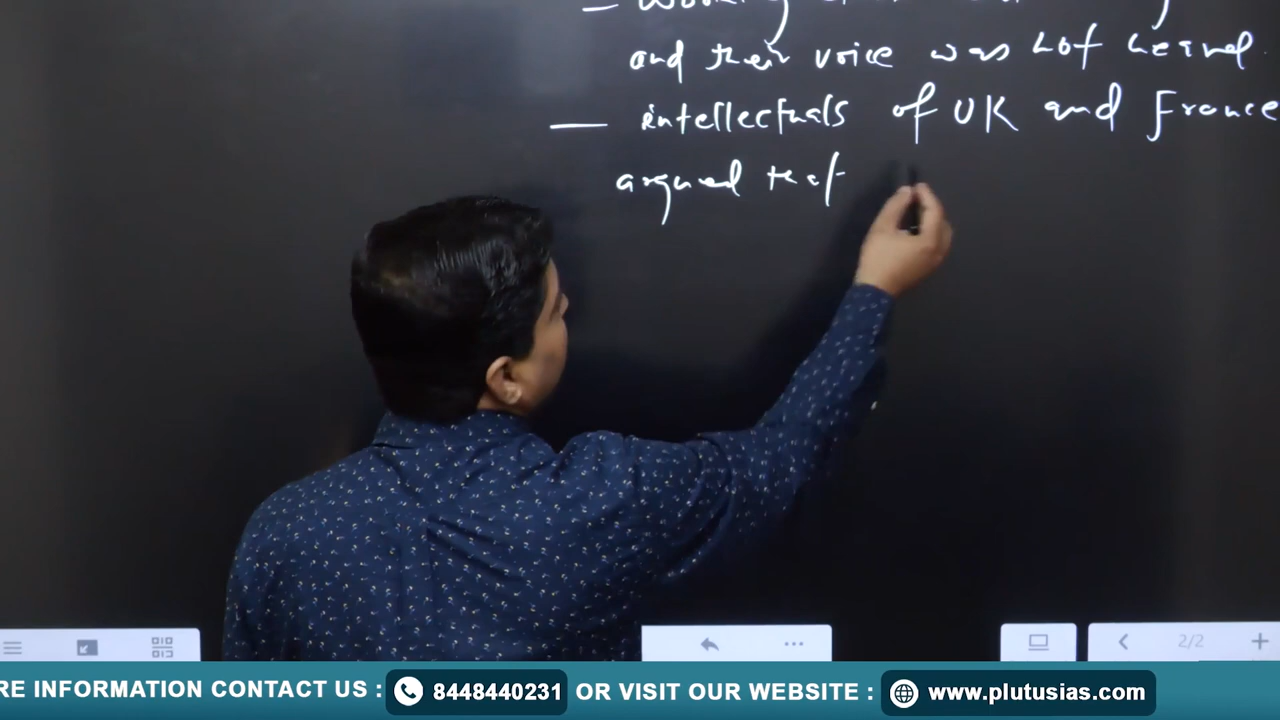 — working
and their voice was not heard.
— intellectuals of UK and France
argued that
2/2
RE INFORMATION CONTACT US : 8448440231 OR VISIT OUR WEBSITE : www.plutusias.com